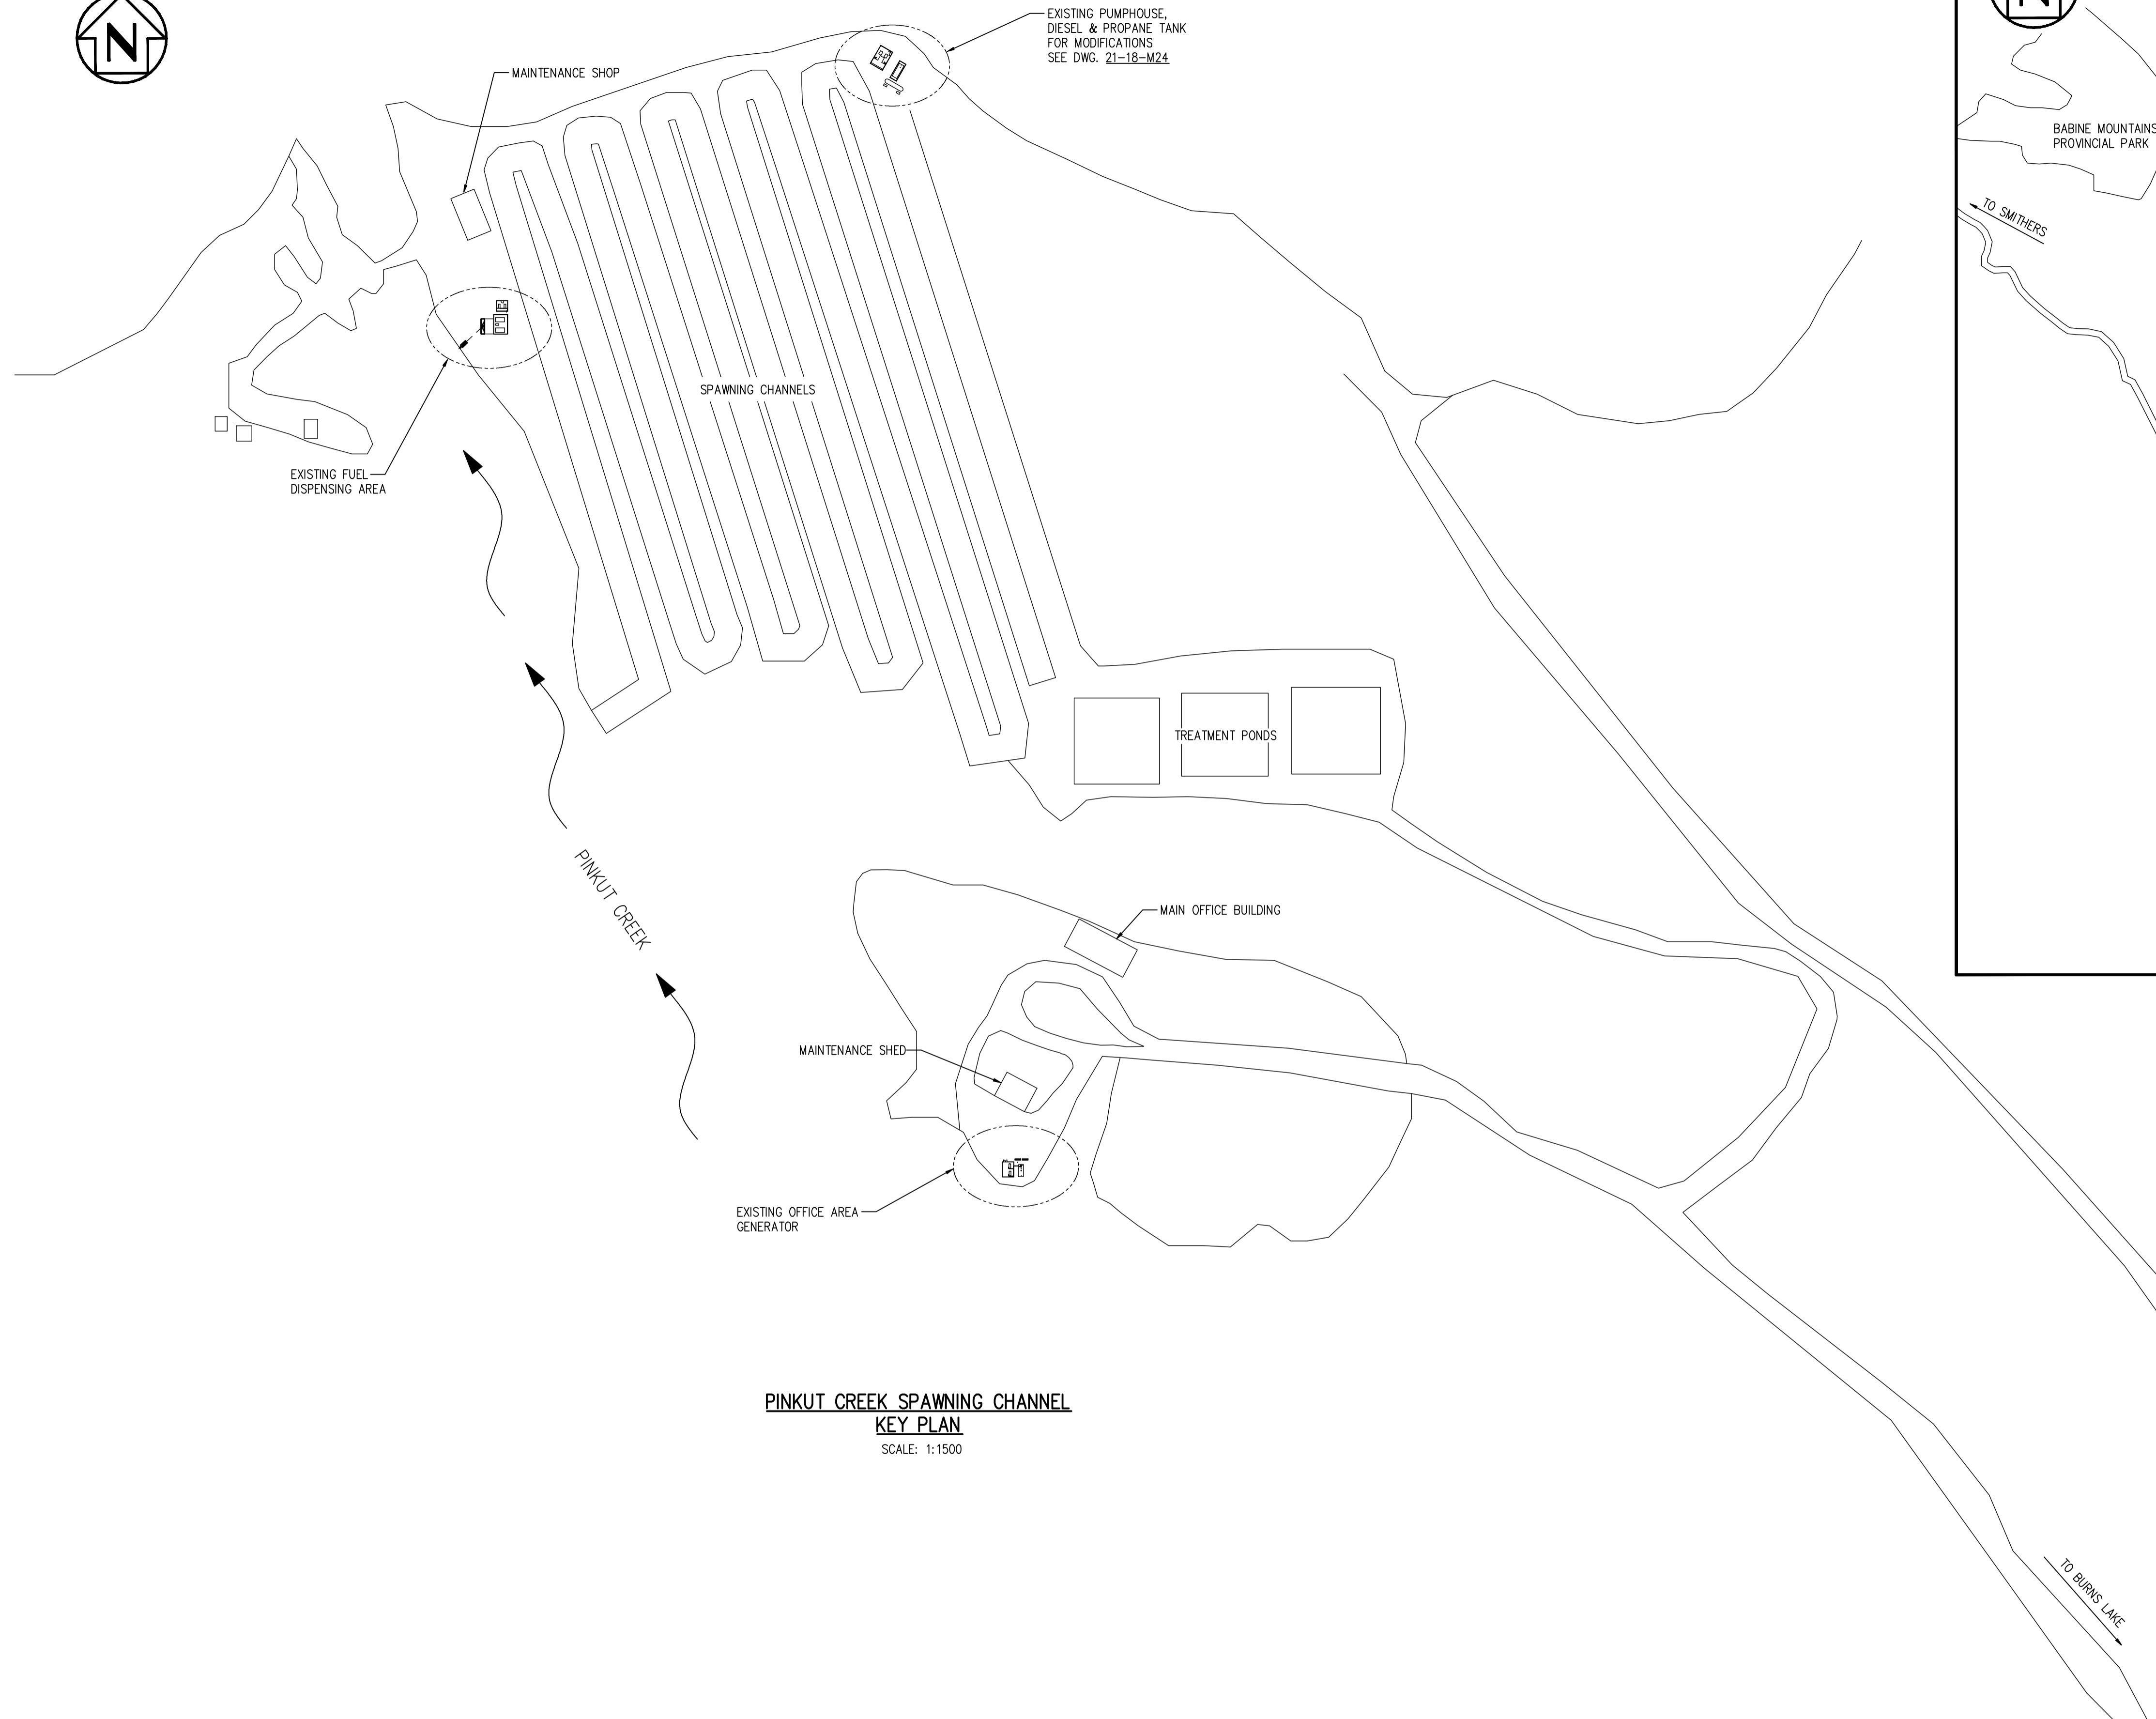 N
EXISTING PUMPHOUSE,
DIESEL & PROPANE TANK
FOR MODIFICATIONS
SEE DWG. 21-18-M24
MAINTENANCE SHOP
BABINE MOUNTAINS
PROVINCIAL PARK
TO SMITHERS
SPAWNING CHANNELS
EXISTING FUEL
DISPENSING AREA
TREATMENT PONDS
PINKUT CREEK
MAIN OFFICE BUILDING
MAINTENANCE SHED
EXISTING OFFICE AREA
GENERATOR
PINKUT CREEK SPAWNING CHANNEL
KEY PLAN
SCALE: 1:1500
TO BURNS LAKE